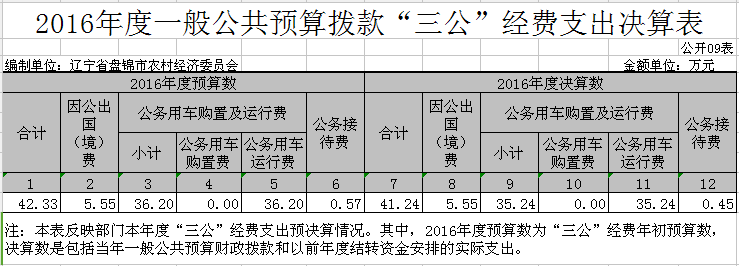 2016年度一般公共预算拨款“三公”经费支出决算表
公开09表
编制单位：辽宁省盘锦市农村经济委员会 金额单位：万元
2016年度预算数 2016年度决算数
合计 因公出国（境）费 公务用车购置及运行费 公务接待费 合计 因公出国（境）费 公务用车购置及运行费 公务接待费
小计 公务用车购置费 公务用车运行费 小计 公务用车购置费 公务用车运行费
1 2 3 4 5 6 7 8 9 10 11 12
42.33 5.55 36.20 0.00 36.20 0.57 41.24 5.55 35.24 0.00 35.24 0.45
注：本表反映部门本年度“三公”经费支出预决算情况。其中，2016年度预算数为“三公”经费年初预算数，
决算数是包括当年一般公共预算财政拨款和以前年度结转资金安排的实际支出。